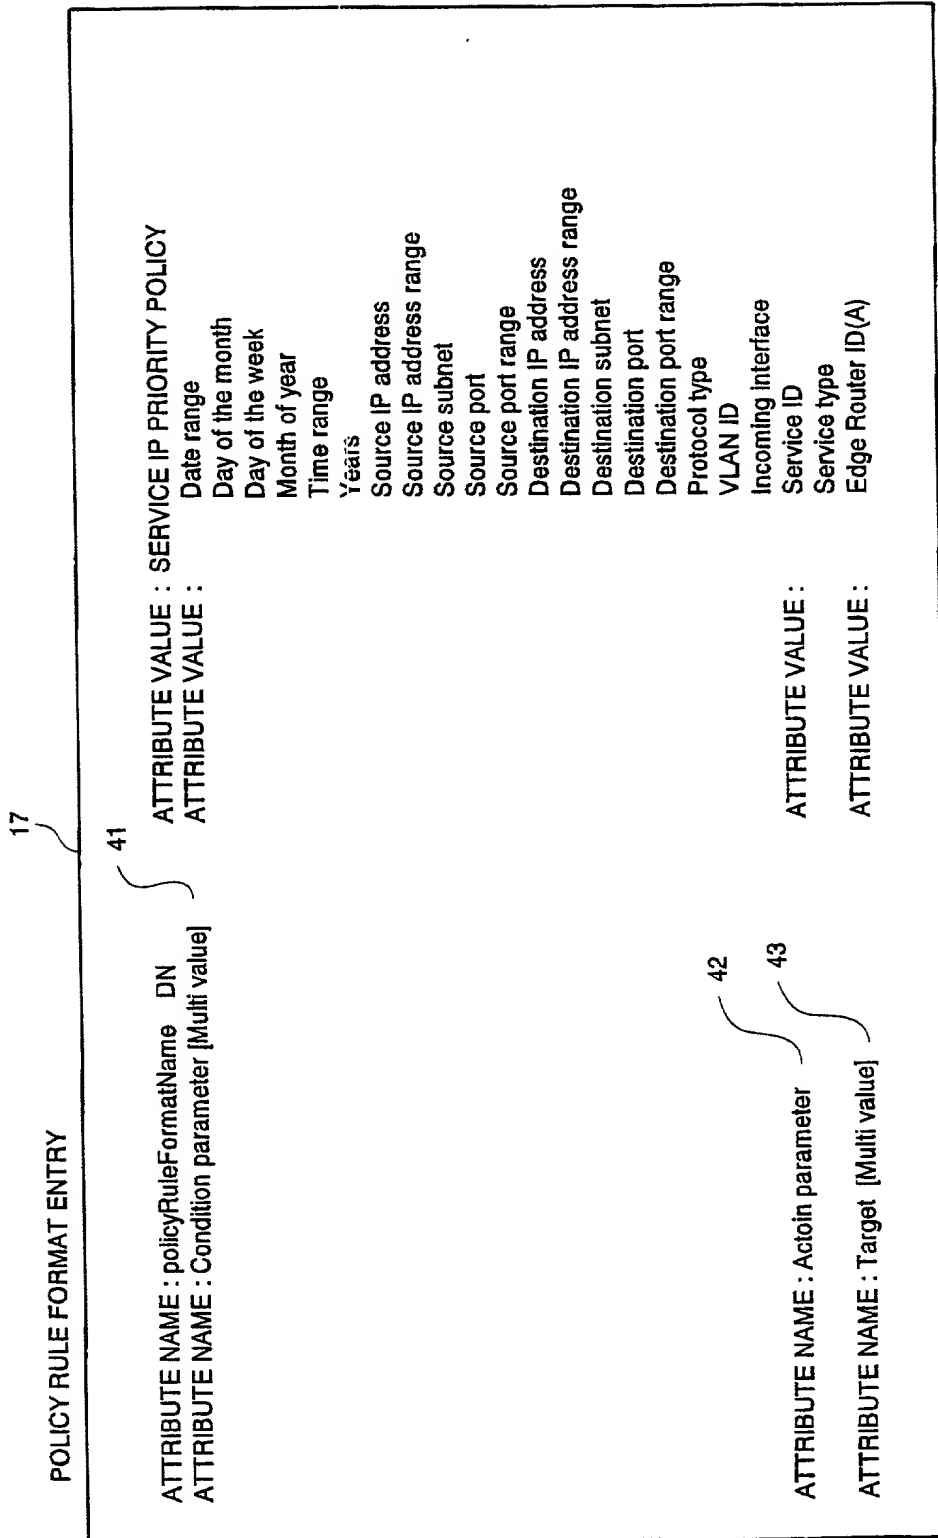 POLICY RULE FORMAT ENTRY
17
41
ATTRIBUTE NAME : policyRuleFormatName DN ATTRIBUTE VALUE : SERVICE IP PRIORITY POLICY
ATTRIBUTE NAME : Condition parameter [Multi value] ATTRIBUTE VALUE : Date range
Day of the month
Day of the week
Month of year
Time range
Years
Source IP address
Source IP address range
Source subnet
Source port
Source port range
Destination IP address
Destination IP address range
Destination subnet
Destination port
Destination port range
Protocol type
VLAN ID
42
Incoming interface
43
ATTRIBUTE NAME : Actoin parameter ATTRIBUTE VALUE : Service ID
Service type
ATTRIBUTE NAME : Target [Multi value] ATTRIBUTE VALUE : Edge Router ID(A)